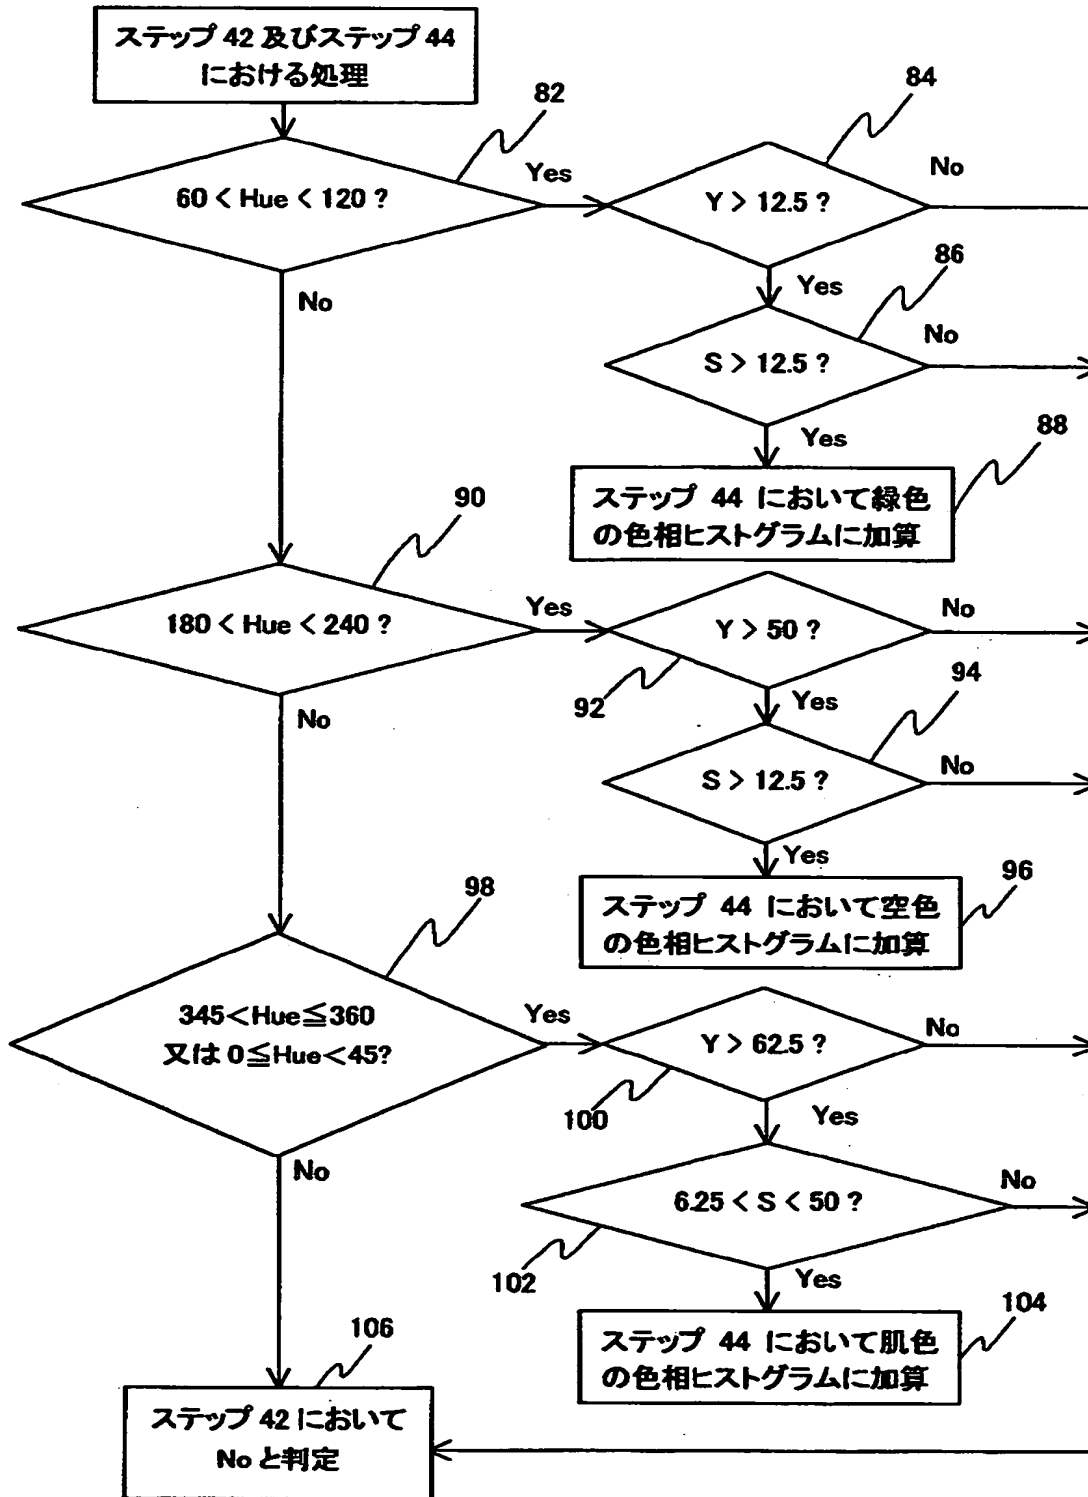 ステップ 42 及びステップ 44
における処理
82
60 < Hue < 120 ?
Yes
No
84
Y > 12.5 ?
No
Yes
86
S > 12.5 ?
No
Yes
88
ステップ 44 において緑色
の色相ヒストグラムに加算
90
180 < Hue < 240 ?
Yes
No
92
Y > 50 ?
No
Yes
94
S > 12.5 ?
No
Yes
96
ステップ 44 において空色
の色相ヒストグラムに加算
98
345<Hue≦360
又は 0≦Hue<45?
Yes
No
100
Y > 62.5 ?
No
Yes
102
6.25 < S < 50 ?
No
Yes
104
ステップ 44 において肌色
の色相ヒストグラムに加算
106
ステップ 42 において
No と判定